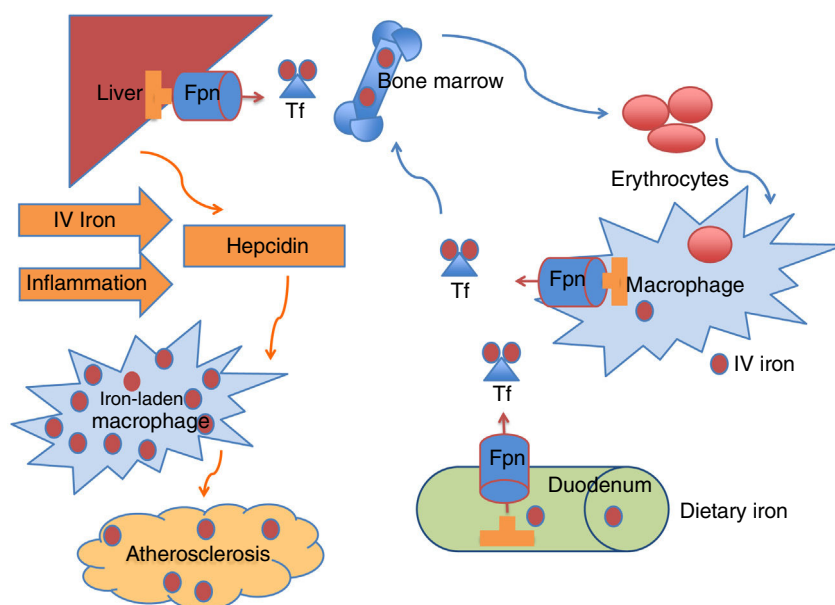 Liver
Fpn
Tf
Bone marrow
Erythrocytes
IV Iron
Hepcidin
Inflammation
Tf
Fpn
Macrophage
IV iron
Iron-laden
macrophage
Tf
Fpn
Duodenum
Dietary iron
Atherosclerosis